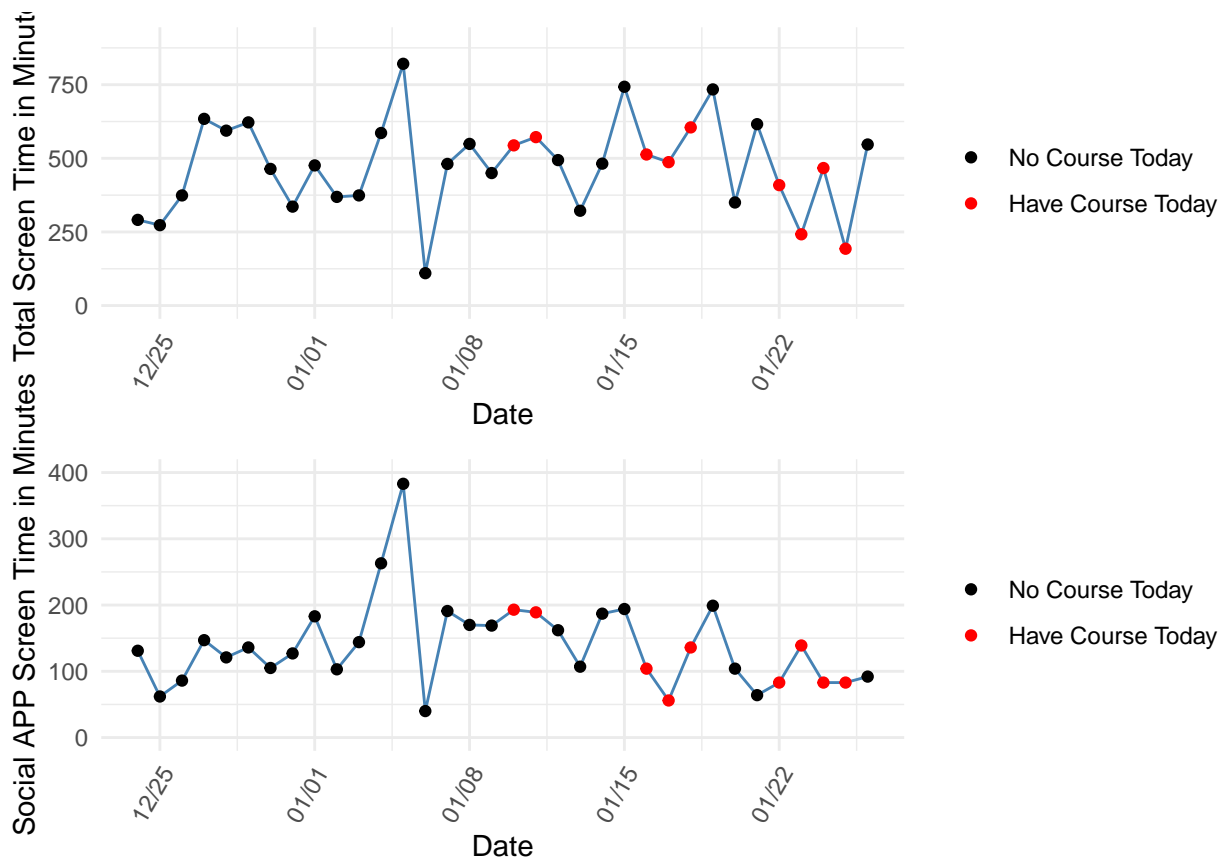 Total Screen Time in Minut
750
500
250
0
12/25
01/01
01/08
01/15
01/22
Date
No Course Today
Have Course Today
Social APP Screen Time in Minutes
400
300
200
100
0
12/25
01/01
01/08
01/15
01/22
Date
No Course Today
Have Course Today